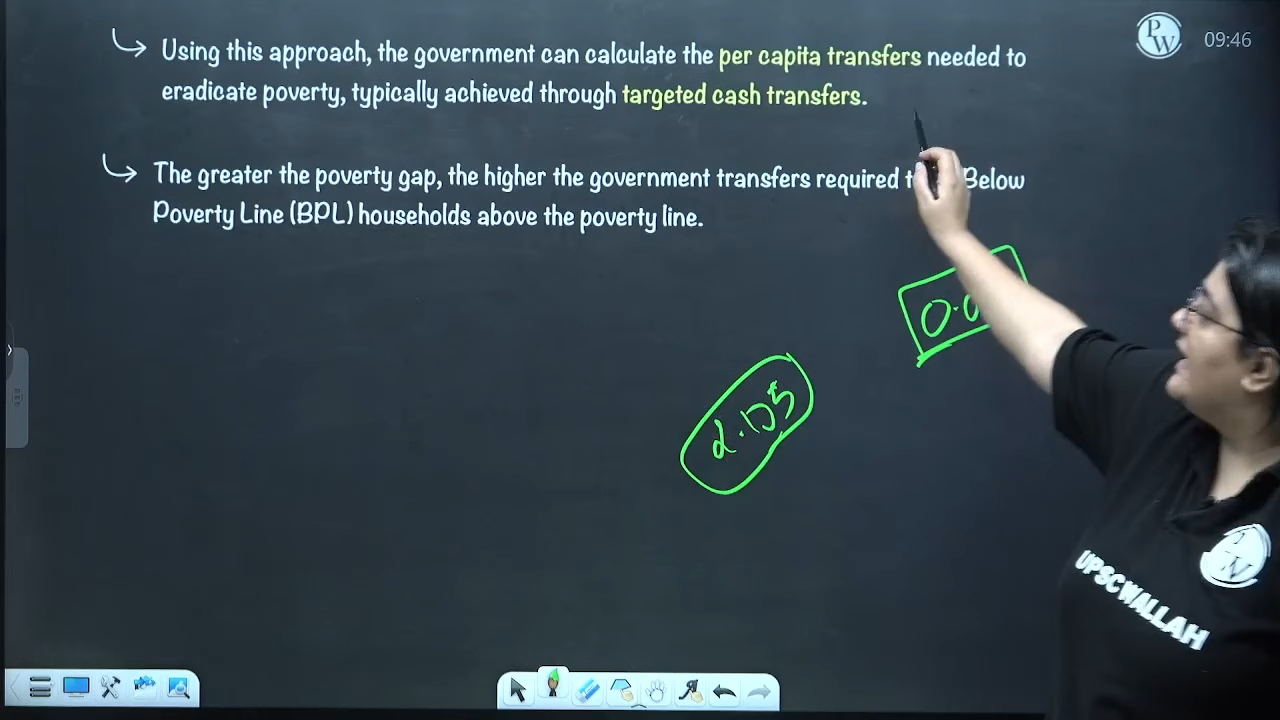 Using this approach, the government can calculate the per capita transfers needed to
eradicate poverty, typically achieved through targeted cash transfers.
The greater the poverty gap, the higher the government transfers required Below
Poverty Line (BPL) households above the poverty line.
PW
09:46
PW
UPSCWALLAH